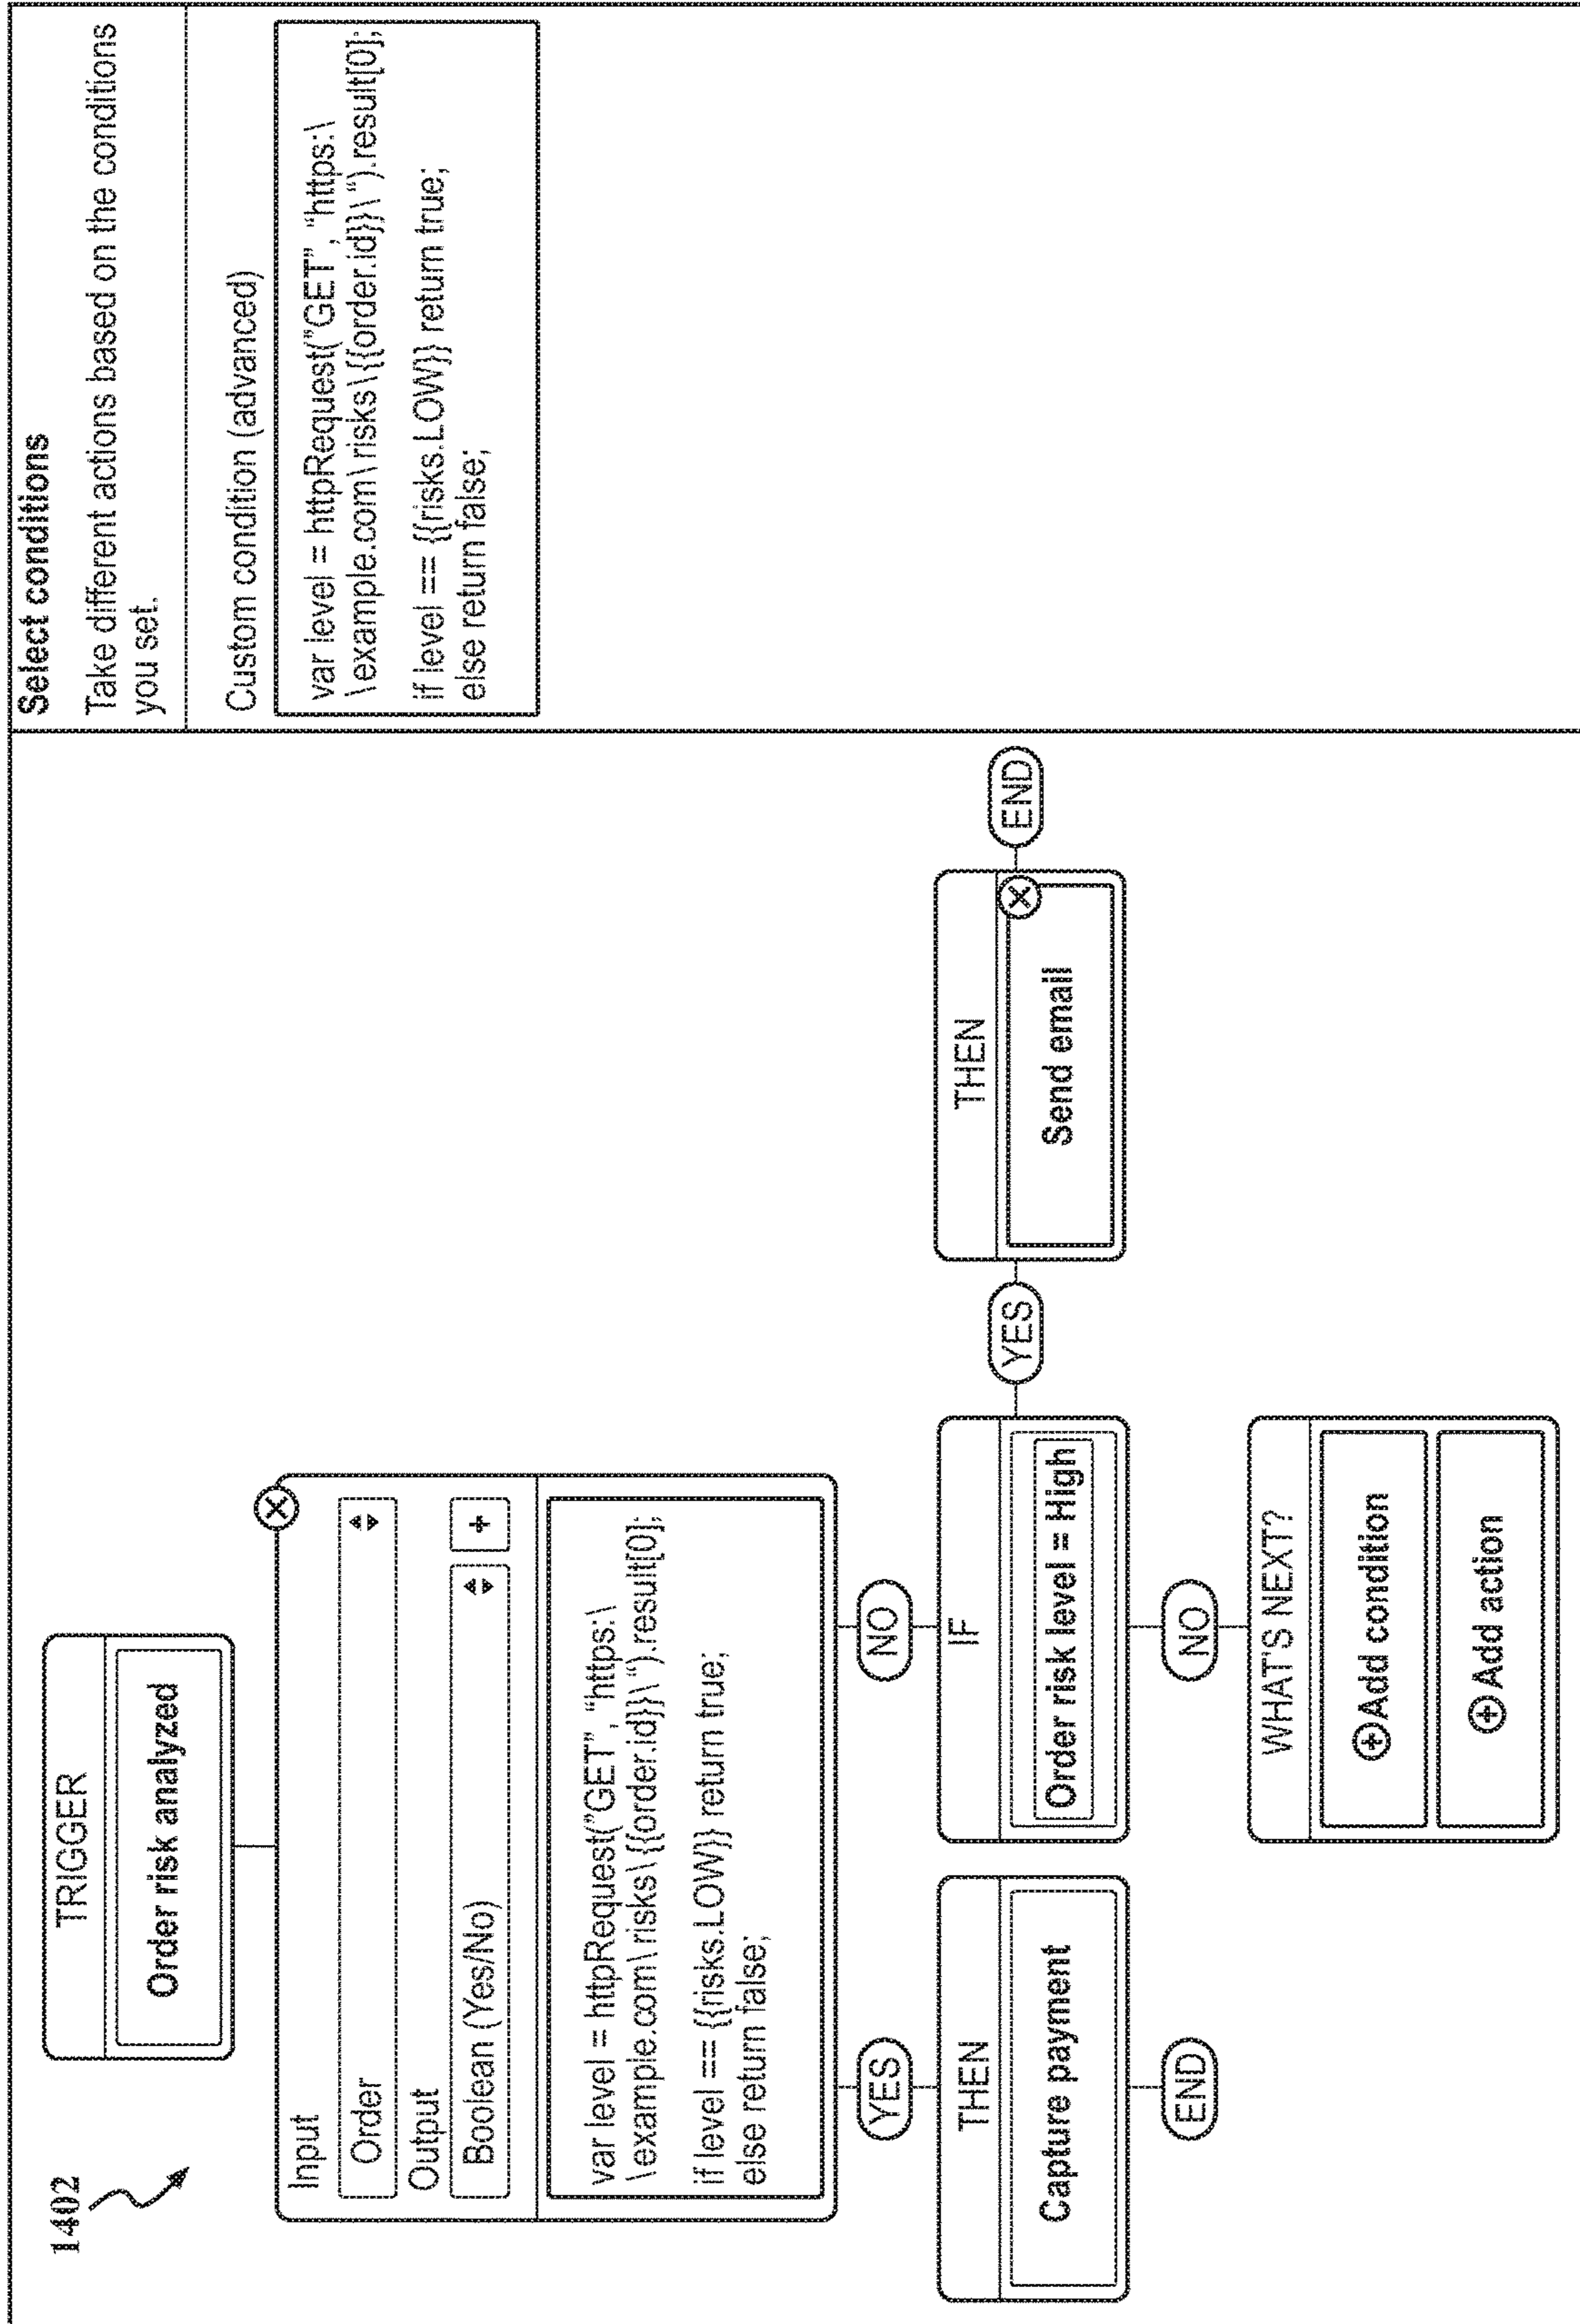 1402
TRIGGER
Order risk analyzed
Input
Order
Output
Boolean (Yes/No)
+
var level = httpRequest("GET", "https:\
\example.com\risks\{{order.id}}\").result[0];
if level == {{risks.LOW}} return true;
else return false;
YES
NO
THEN
Capture payment
END
IF
Order risk level = High
YES
THEN
Send email
END
NO
WHAT'S NEXT?
Add condition
Add action
Select conditions
Take different actions based on the conditions
you set.
Custom condition (advanced)
var level = httpRequest("GET", "https:\
\example.com\risks\{{order.id}}\").result[0];
if level == {{risks.LOW}} return true;
else return false;